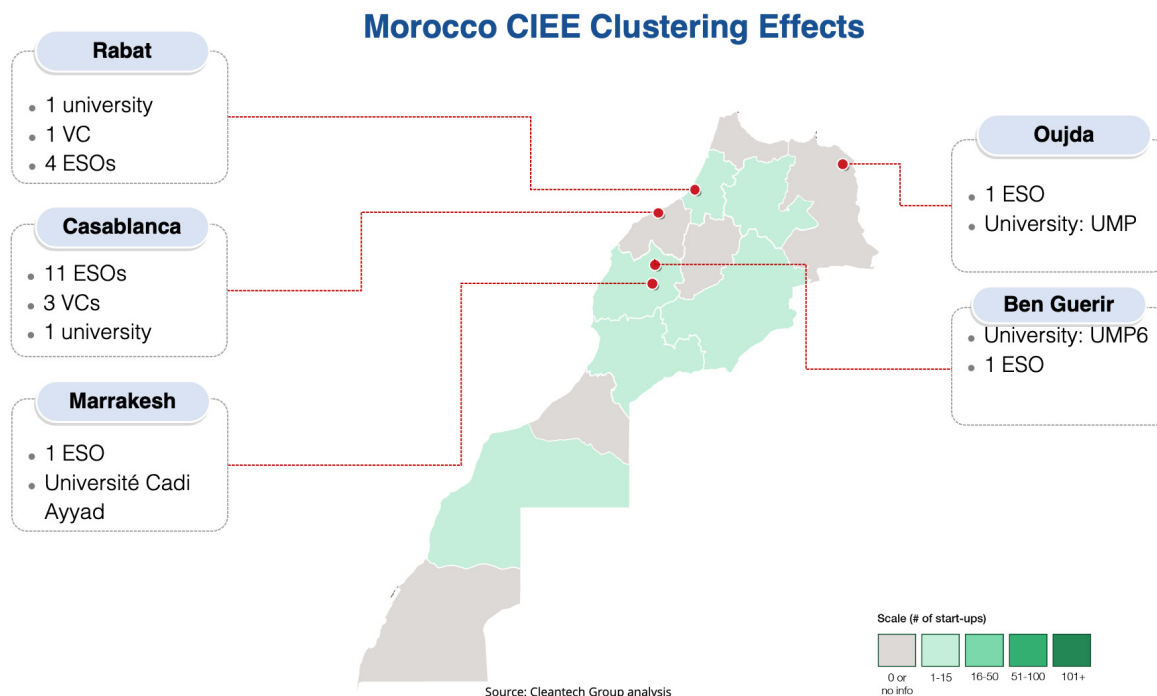 Morocco CIEE Clustering Effects
Rabat
• 1 university
• 1 VC
• 4 ESOs
Casablanca
• 11 ESOs
• 3 VCs
• 1 university
Marrakesh
• 1 ESO
• Université Cadi
Ayyad
Oujda
• 1 ESO
• University: UMP
Ben Guerir
• University: UMP6
• 1 ESO
Scale (# of start-ups)
0 or
no info
1-15
16-50
51-100
101+
Source: Cleantech Group analysis